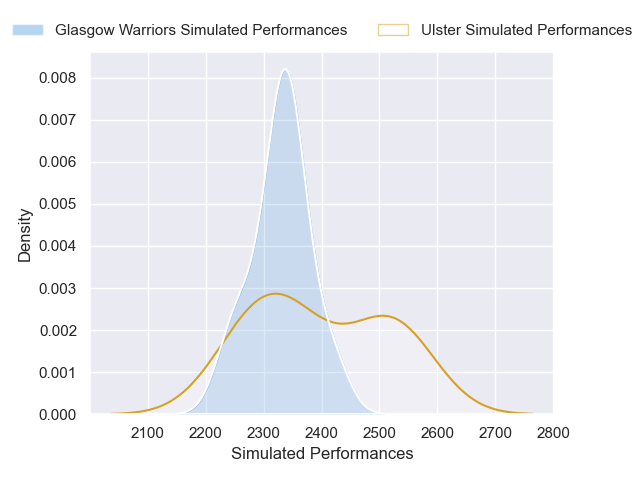 Glasgow Warriors Simulated Performances
Ulster Simulated Performances
0.008
0.007
0.006
0.005
0.004
0.003
0.002
0.001
0.000
Density
2100 2200 2300 2400 2500 2600 2700 2800
Simulated Performances